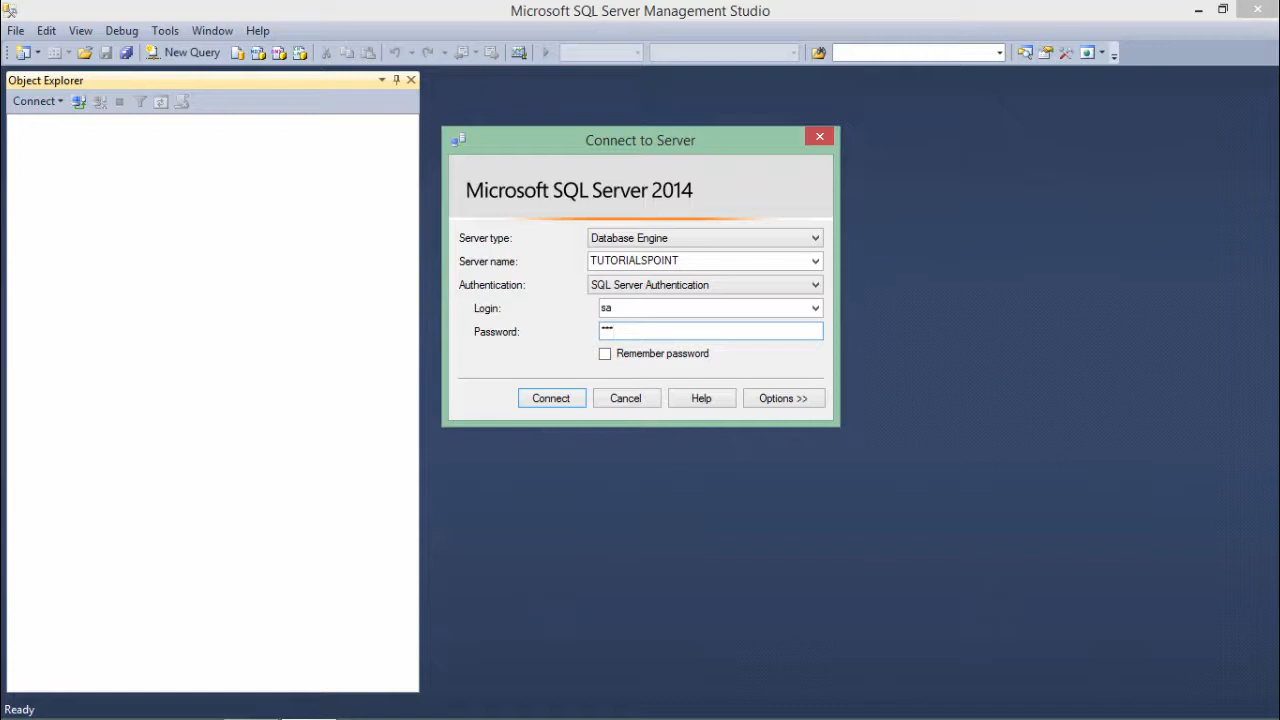 Microsoft SQL Server Management Studio
File Edit View Debug Tools Window Help
New Query
Object Explorer
Connect
Connect to Server
Microsoft SQL Server 2014
Server type: Database Engine
Server name: TUTORIALSPOINT
Authentication: SQL Server Authentication
Login: sa
Password: ***
Remember password
Connect Cancel Help Options >>
Ready